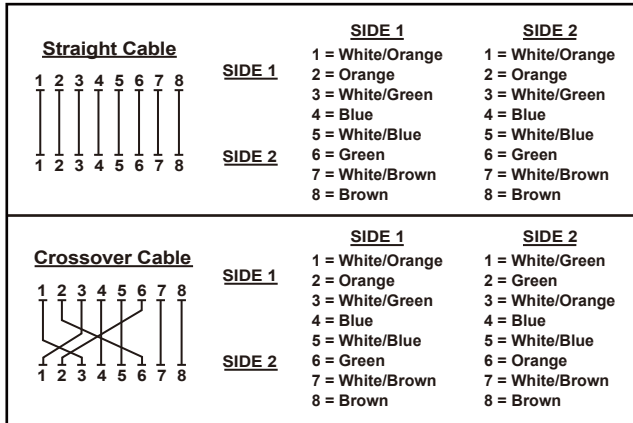 Straight Cable
1 2 3 4 5 6 7 8
1 2 3 4 5 6 7 8
SIDE 1
SIDE 2
SIDE 1
1 = White/Orange
2 = Orange
3 = White/Green
4 = Blue
5 = White/Blue
6 = Green
7 = White/Brown
8 = Brown
SIDE 2
1 = White/Orange
2 = Orange
3 = White/Green
4 = Blue
5 = White/Blue
6 = Green
7 = White/Brown
8 = Brown
Crossover Cable
1 2 3 4 5 6 7 8
1 2 3 4 5 6 7 8
SIDE 1
SIDE 2
SIDE 1
1 = White/Orange
2 = Orange
3 = White/Green
4 = Blue
5 = White/Blue
6 = Green
7 = White/Brown
8 = Brown
SIDE 2
1 = White/Green
2 = Green
3 = White/Orange
4 = Blue
5 = White/Blue
6 = Orange
7 = White/Brown
8 = Brown